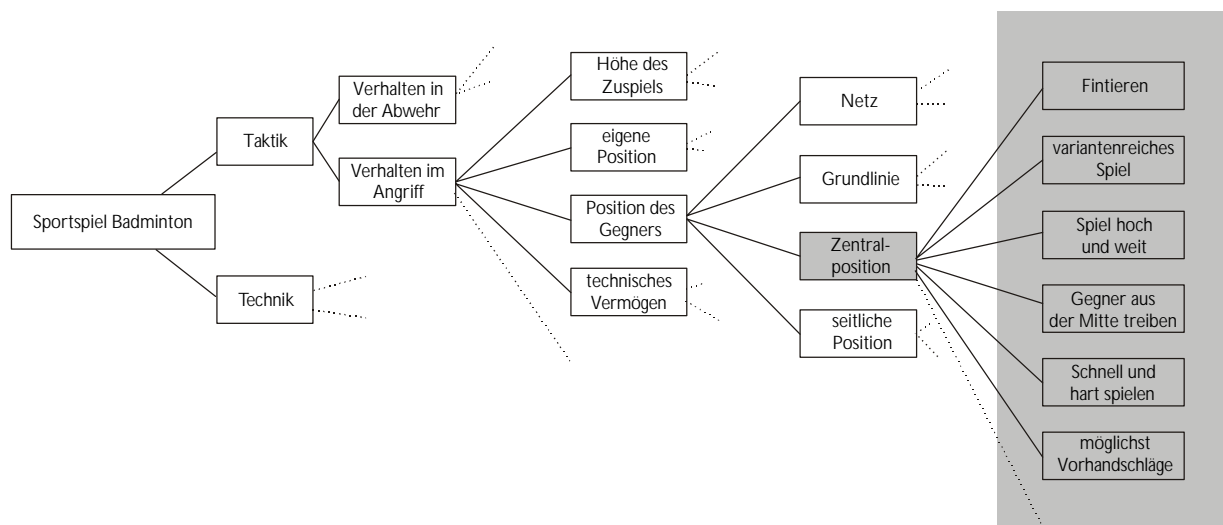 Sportspiel Badminton
Taktik
Technik
Verhalten in
der Abwehr
Verhalten im
Angriff
Höhe des
Zuspiels
eigene
Position
Position des
Gegners
technisches
Vermögen
Netz
Grundlinie
Zentral-
position
seitliche
Position
Fintieren
variantenreiches
Spiel
Spiel hoch
und weit
Gegner aus
der Mitte treiben
Schnell und
hart spielen
möglichst
Vorhandschläge